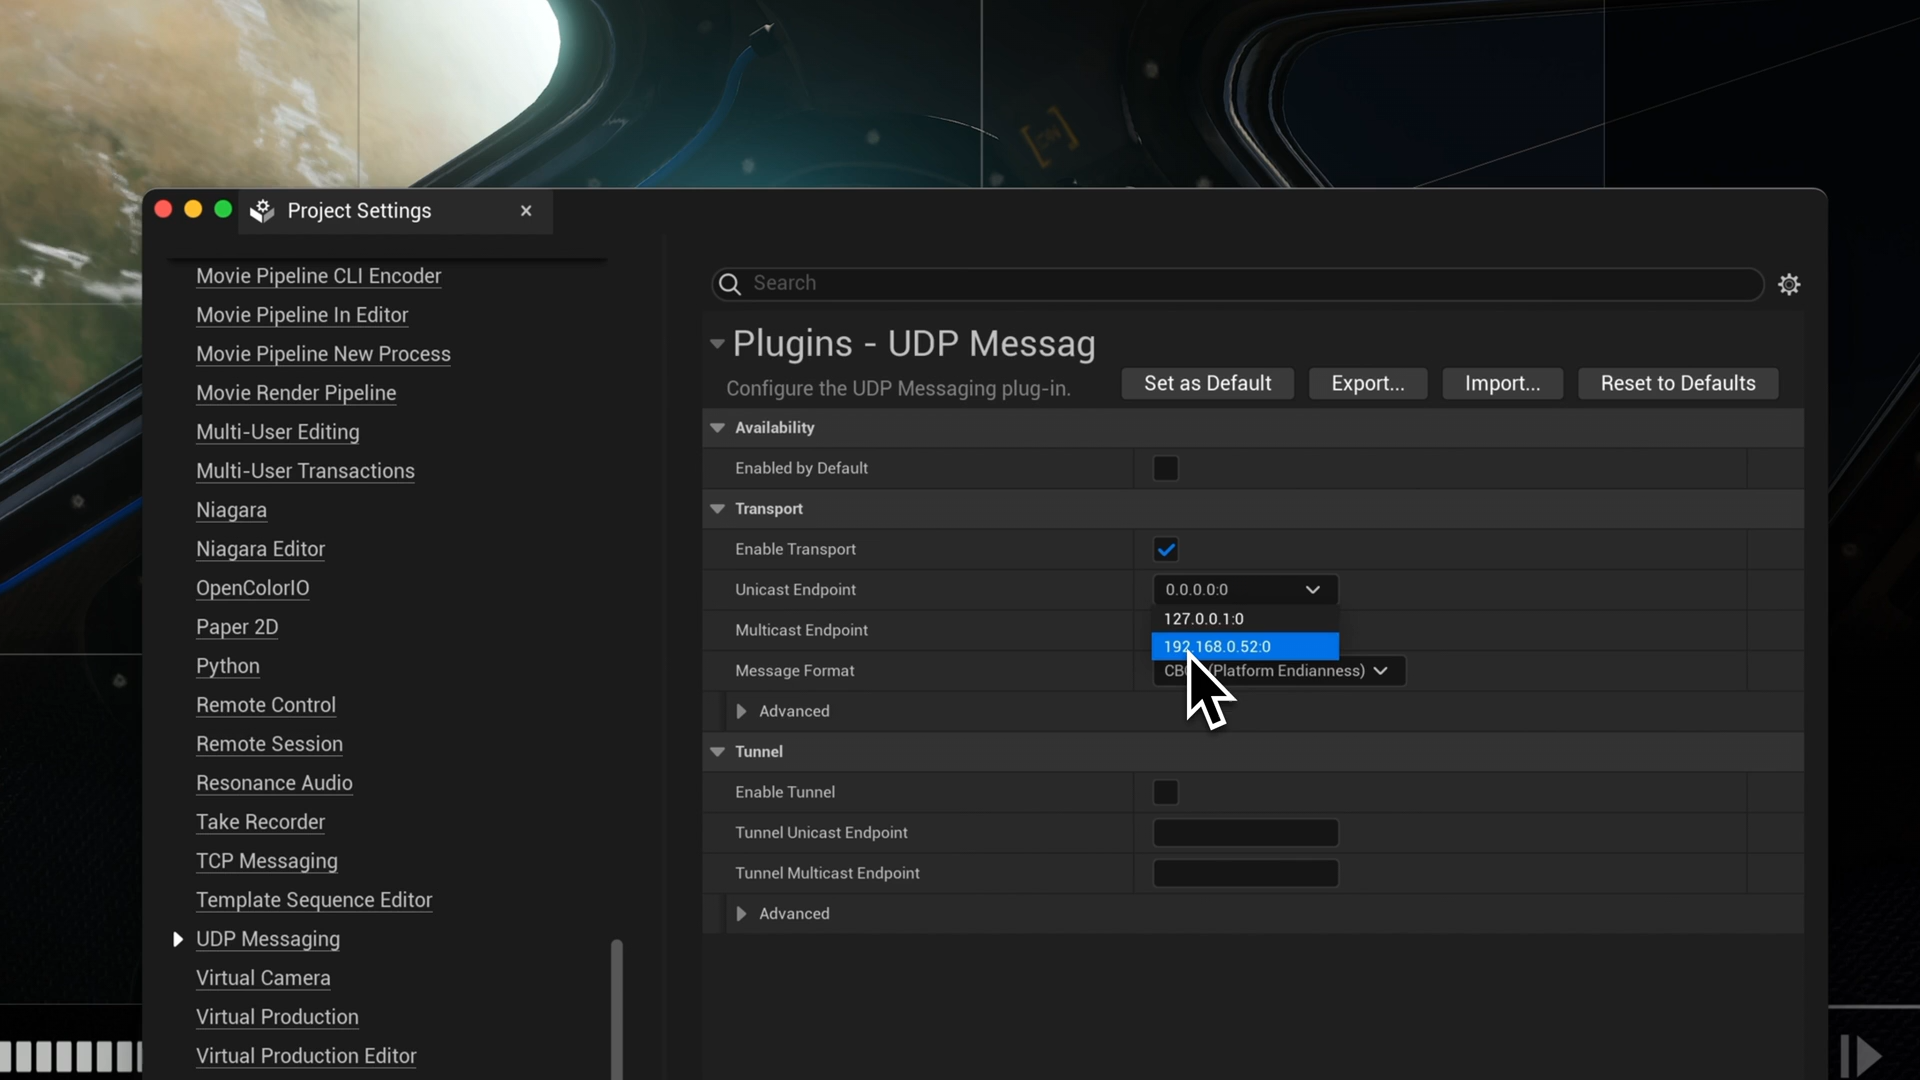 Project Settings
Movie Pipeline CLI Encoder
Movie Pipeline In Editor
Movie Pipeline New Process
Movie Render Pipeline
Multi-User Editing
Multi-User Transactions
Niagara
Niagara Editor
OpenColorIO
Paper 2D
Python
Remote Control
Remote Session
Resonance Audio
Take Recorder
TCP Messaging
Template Sequence Editor
UDP Messaging
Virtual Camera
Virtual Production
Virtual Production Editor
Search
Plugins - UDP Messag
Configure the UDP Messaging plug-in.
Set as Default
Export...
Import...
Reset to Defaults
Availability
Enabled by Default
Transport
Enable Transport
Unicast Endpoint
0.0.0.0:0
127.0.0.1:0
Multicast Endpoint
192.168.0.52:0
Message Format
(Platform Endianness)
Advanced
Tunnel
Enable Tunnel
Tunnel Unicast Endpoint
Tunnel Multicast Endpoint
Advanced